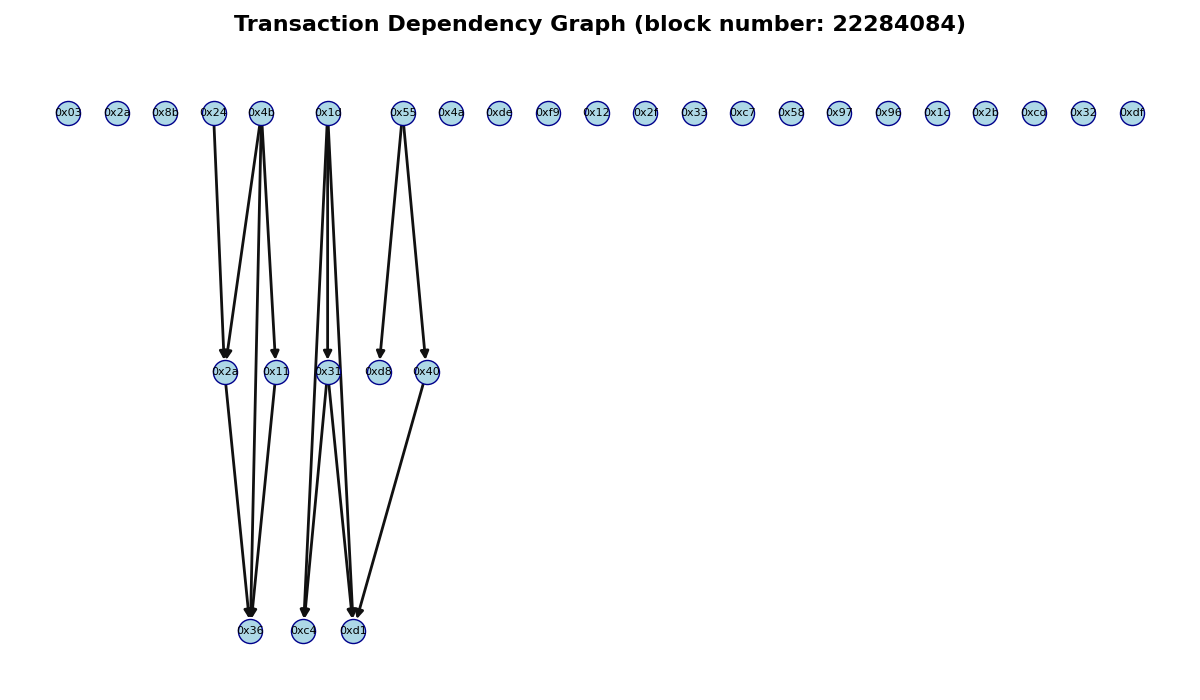 Transaction Dependency Graph (block number: 22284084)
0x03 0x2a 0x8b 0x24 0x4b 0x1d 0x55 0x4a 0xde 0xf9 0x12 0x2f 0x33 0xc7 0x58 0x97 0x96 0x1c 0x2b 0xcd 0x32 0xdf
0x2a 0x11 0x31 0xd8 0x40
0x36 0xc4 0xd1